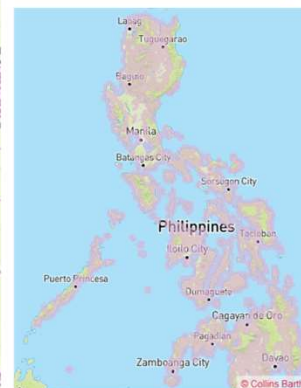 Laoag
Tuguegarao
Baguio
Manila
Batangas City
Sorsogon City
Philippines
Tacloban
Iloilo City
Puerto Princesa
Dumaguete
Cagayan de Oro
Pagadian
Zamboanga City
Davao
© Collins Bart